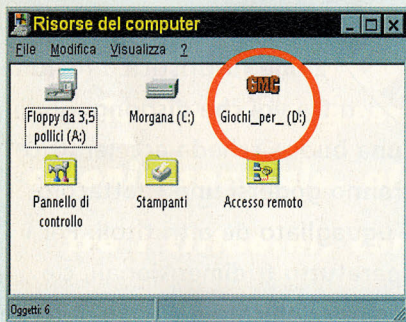 Risorse del computer
File Modifica Visualizza ?
GMC
Floppy da 3,5
pollici (A:)
Morgana (C:)
Giochi_per_ (D:)
Pannello di
controllo
Stampanti
Accesso remoto
Oggetti: 6